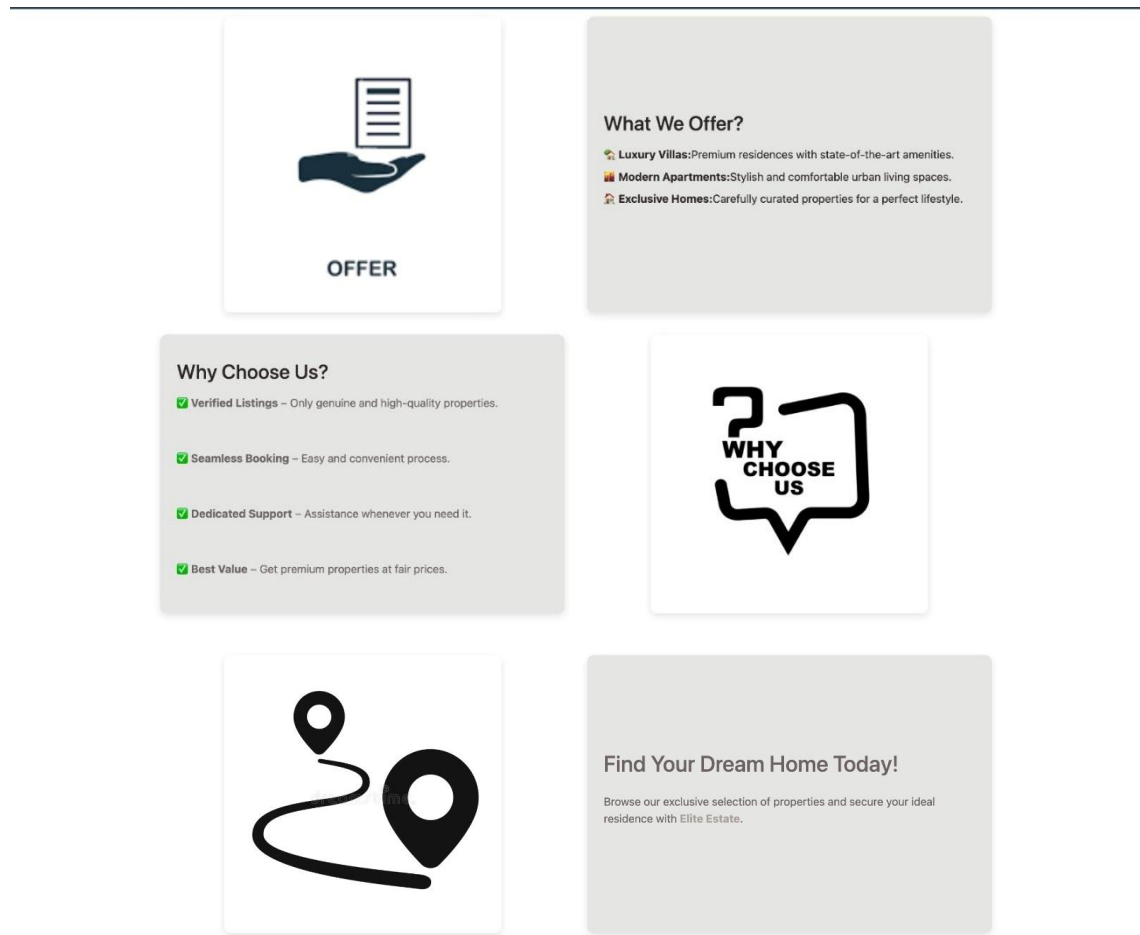 OFFER
What We Offer?
🏡 Luxury Villas:Premium residences with state-of-the-art amenities.
🌇 Modern Apartments:Stylish and comfortable urban living spaces.
🏠 Exclusive Homes:Carefully curated properties for a perfect lifestyle.
Why Choose Us?
✅ Verified Listings – Only genuine and high-quality properties.
✅ Seamless Booking – Easy and convenient process.
✅ Dedicated Support – Assistance whenever you need it.
✅ Best Value – Get premium properties at fair prices.
?
WHY
CHOOSE
US
Find Your Dream Home Today!
Browse our exclusive selection of properties and secure your ideal
residence with Elite Estate.